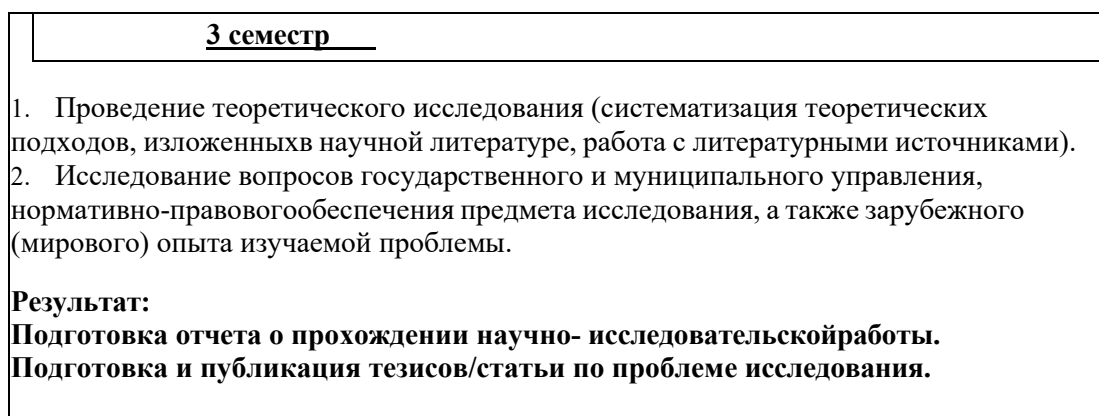 3 семестр
1. Проведение теоретического исследования (систематизация теоретических
подходов, изложенныхв научной литературе, работа с литературными источниками).
2. Исследование вопросов государственного и муниципального управления,
нормативно-правовогообеспечения предмета исследования, а также зарубежного
(мирового) опыта изучаемой проблемы.
Результат:
Подготовка отчета о прохождении научно- исследовательскойработы.
Подготовка и публикация тезисов/статьи по проблеме исследования.